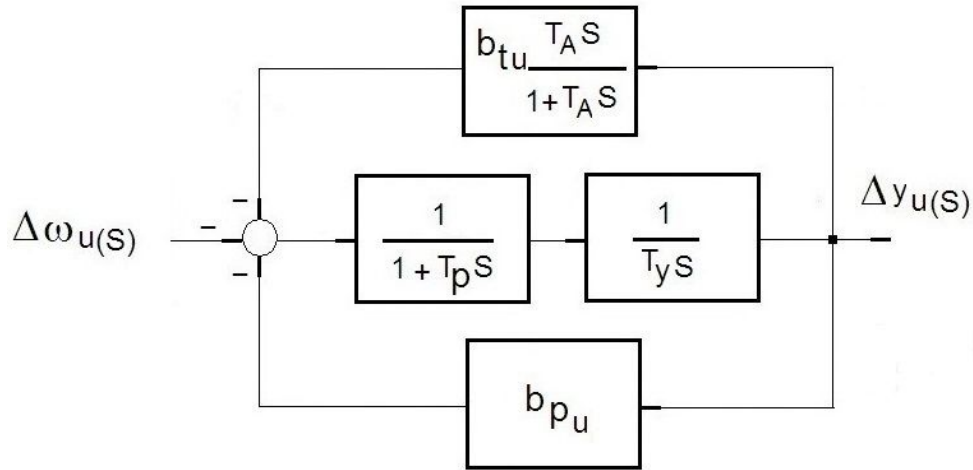 b_tu T_A S
1+T_A S
Δω_u(S)
1
1+T_p S
1
T_y S
Δy_u(S)
b_p_u
-
-
-